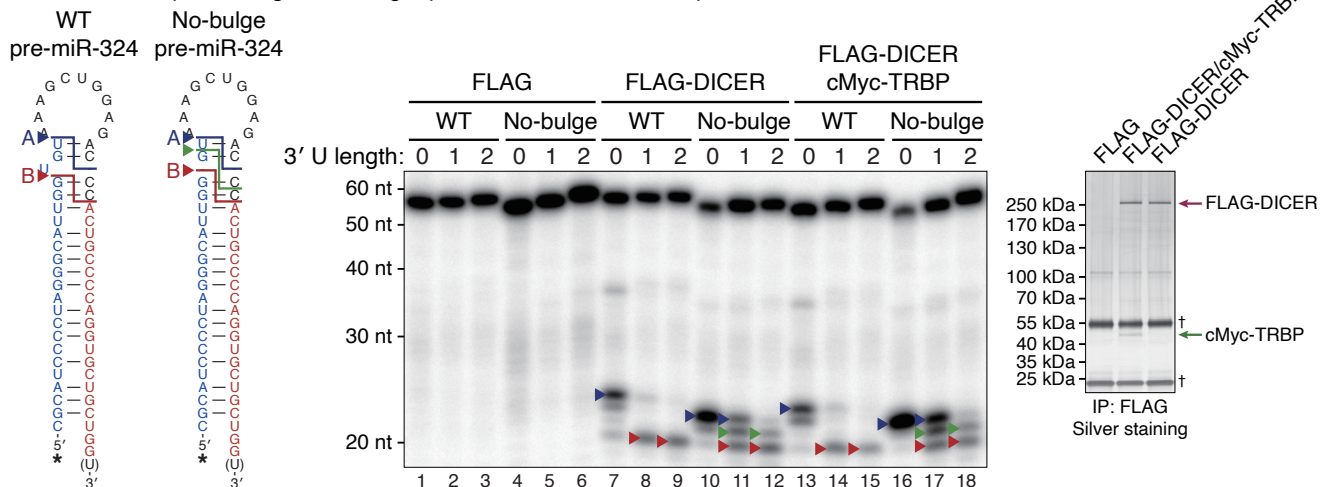 WT
pre-miR-324
No-bulge
pre-miR-324
A
B
A
B
A A A G C U G G A G
A C C C
A A A G C U G G A G
A C C C
U G U G G U U A C G G G A U C C C C U A C G C
A C U G C C C C A G G U G C U G C U G G
U G G G U U A C G G G A U C C C C U A C G C
A C U G C C C C A G G U G C U G C U G G
5′ (U)
* 3′
5′ (U)
* 3′
FLAG
FLAG-DICER
FLAG-DICER
cMyc-TRBP
WT No-bulge WT No-bulge WT No-bulge
3′ U length: 0 1 2 0 1 2 0 1 2 0 1 2 0 1 2 0 1 2
60 nt
50 nt
40 nt
30 nt
20 nt
1 2 3 4 5 6 7 8 9 10 11 12 13 14 15 16 17 18
FLAG
FLAG-DICER/cMyc-TRBP
FLAG-DICER
250 kDa
170 kDa
130 kDa
100 kDa
70 kDa
55 kDa
40 kDa
35 kDa
25 kDa
FLAG-DICER
†
cMyc-TRBP
†
IP: FLAG
Silver staining